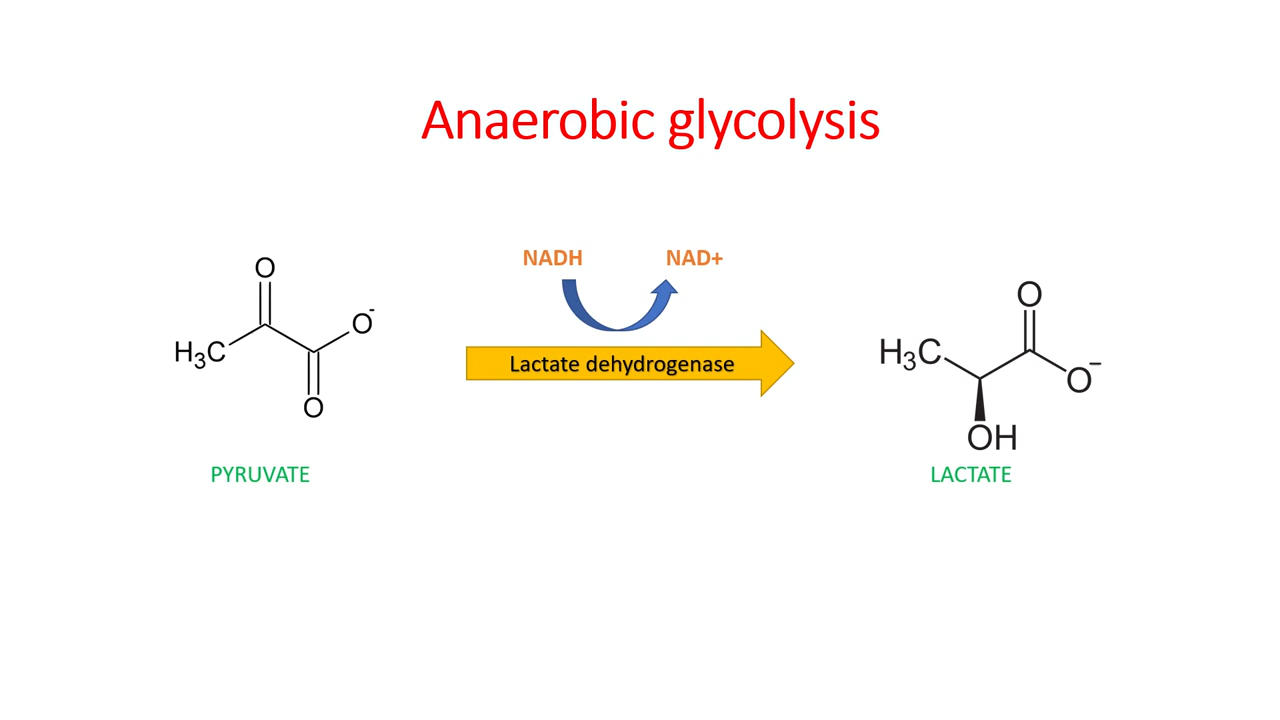 Anaerobic glycolysis
NADH NAD+
O
O⁻
H₃C
O
Lactate dehydrogenase
O
H₃C
O⁻
OH
PYRUVATE
LACTATE